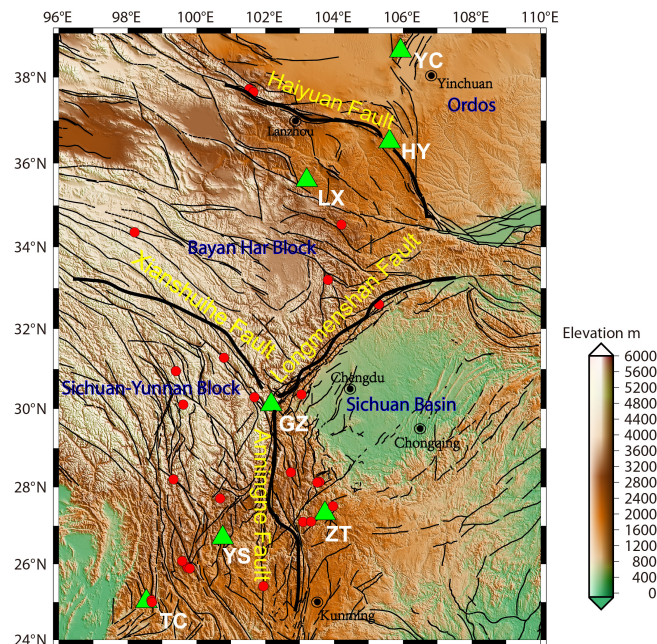 96°E 98°E 100°E 102°E 104°E 106°E 108°E 110°E
38°N
36°N
34°N
32°N
30°N
28°N
26°N
24°N
YC
Yinchuan
Ordos
Haiyuan Fault
Lanzhou
HY
LX
Bayan Har Block
Xianshuihe Fault
Longmenshan Fault
Elevation m
6000
5600
5200
4800
4400
4000
3600
3200
2800
2400
2000
1600
1200
800
400
0
Chengdu
Sichuan-Yunnan Block
Sichuan Basin
GZ
Chongqing
Anninghe Fault
ZT
YS
TC
Kunming